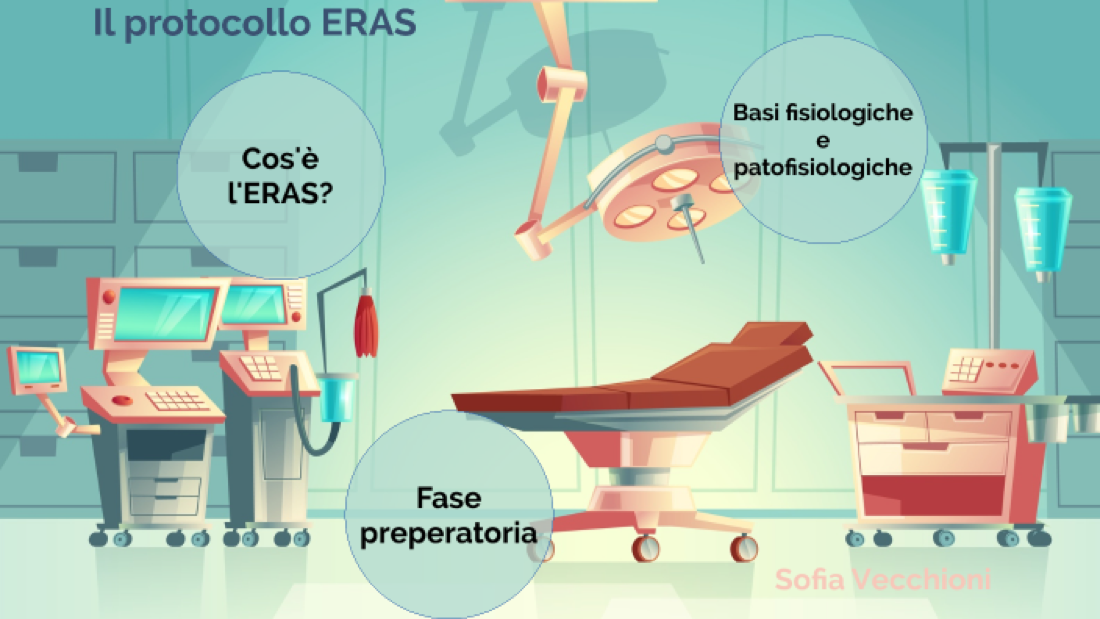 Il protocollo ERAS
Cos'è
l'ERAS?
Basi fisiologiche
e
patofisiologiche
Fase
preperatoria
Sofia Vecchioni